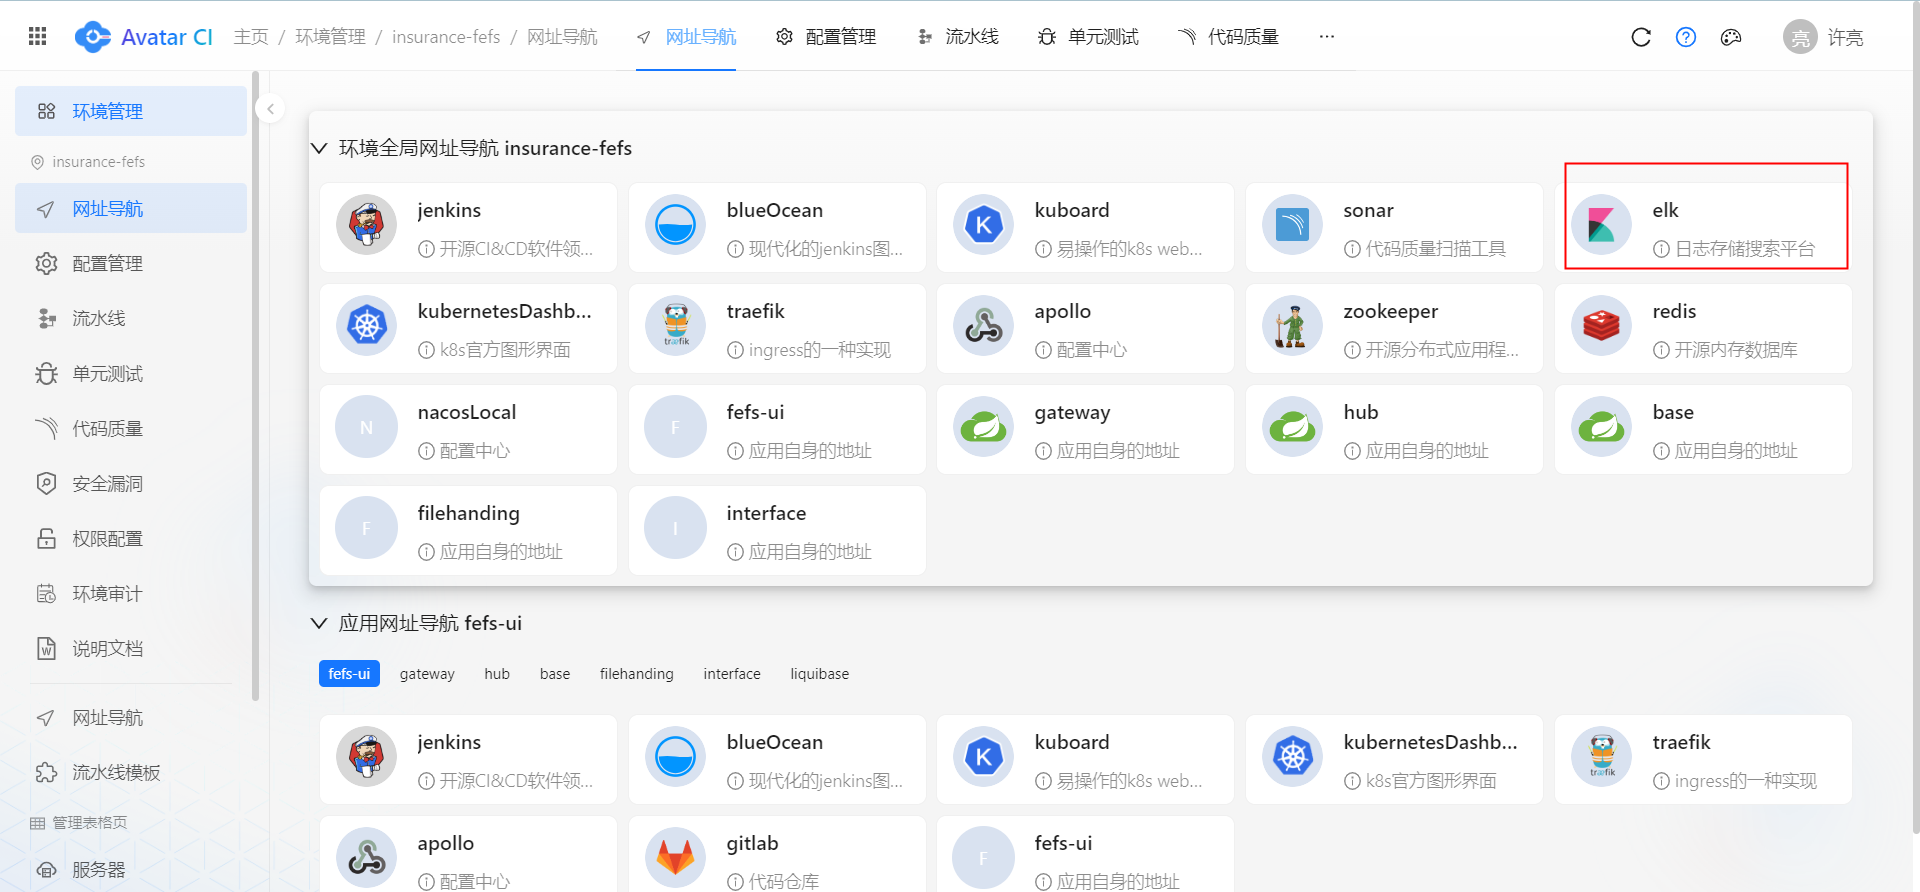 Avatar CI
主页 / 环境管理 / insurance-fefs / 网址导航
网址导航
配置管理
流水线
单元测试
代码质量
...
亮
许亮
环境管理
insurance-fefs
网址导航
配置管理
流水线
单元测试
代码质量
安全漏洞
权限配置
环境审计
说明文档
网址导航
流水线模板
管理表格页
服务器
环境全局网址导航 insurance-fefs
jenkins
开源CI&CD软件领...
blueOcean
现代化的jenkins图...
kuboard
易操作的k8s web...
sonar
代码质量扫描工具
elk
日志存储搜索平台
kubernetesDashb...
k8s官方图形界面
træfik
traefik
ingress的一种实现
apollo
配置中心
zookeeper
开源分布式应用程...
redis
开源内存数据库
N
nacosLocal
配置中心
F
fefs-ui
应用自身的地址
gateway
应用自身的地址
hub
应用自身的地址
base
应用自身的地址
F
filehanding
应用自身的地址
I
interface
应用自身的地址
应用网址导航 fefs-ui
fefs-ui
gateway
hub
base
filehanding
interface
liquibase
jenkins
开源CI&CD软件领...
blueOcean
现代化的jenkins图...
kuboard
易操作的k8s web...
kubernetesDashb...
k8s官方图形界面
træfik
traefik
ingress的一种实现
apollo
配置中心
gitlab
代码仓库
F
fefs-ui
应用自身的地址